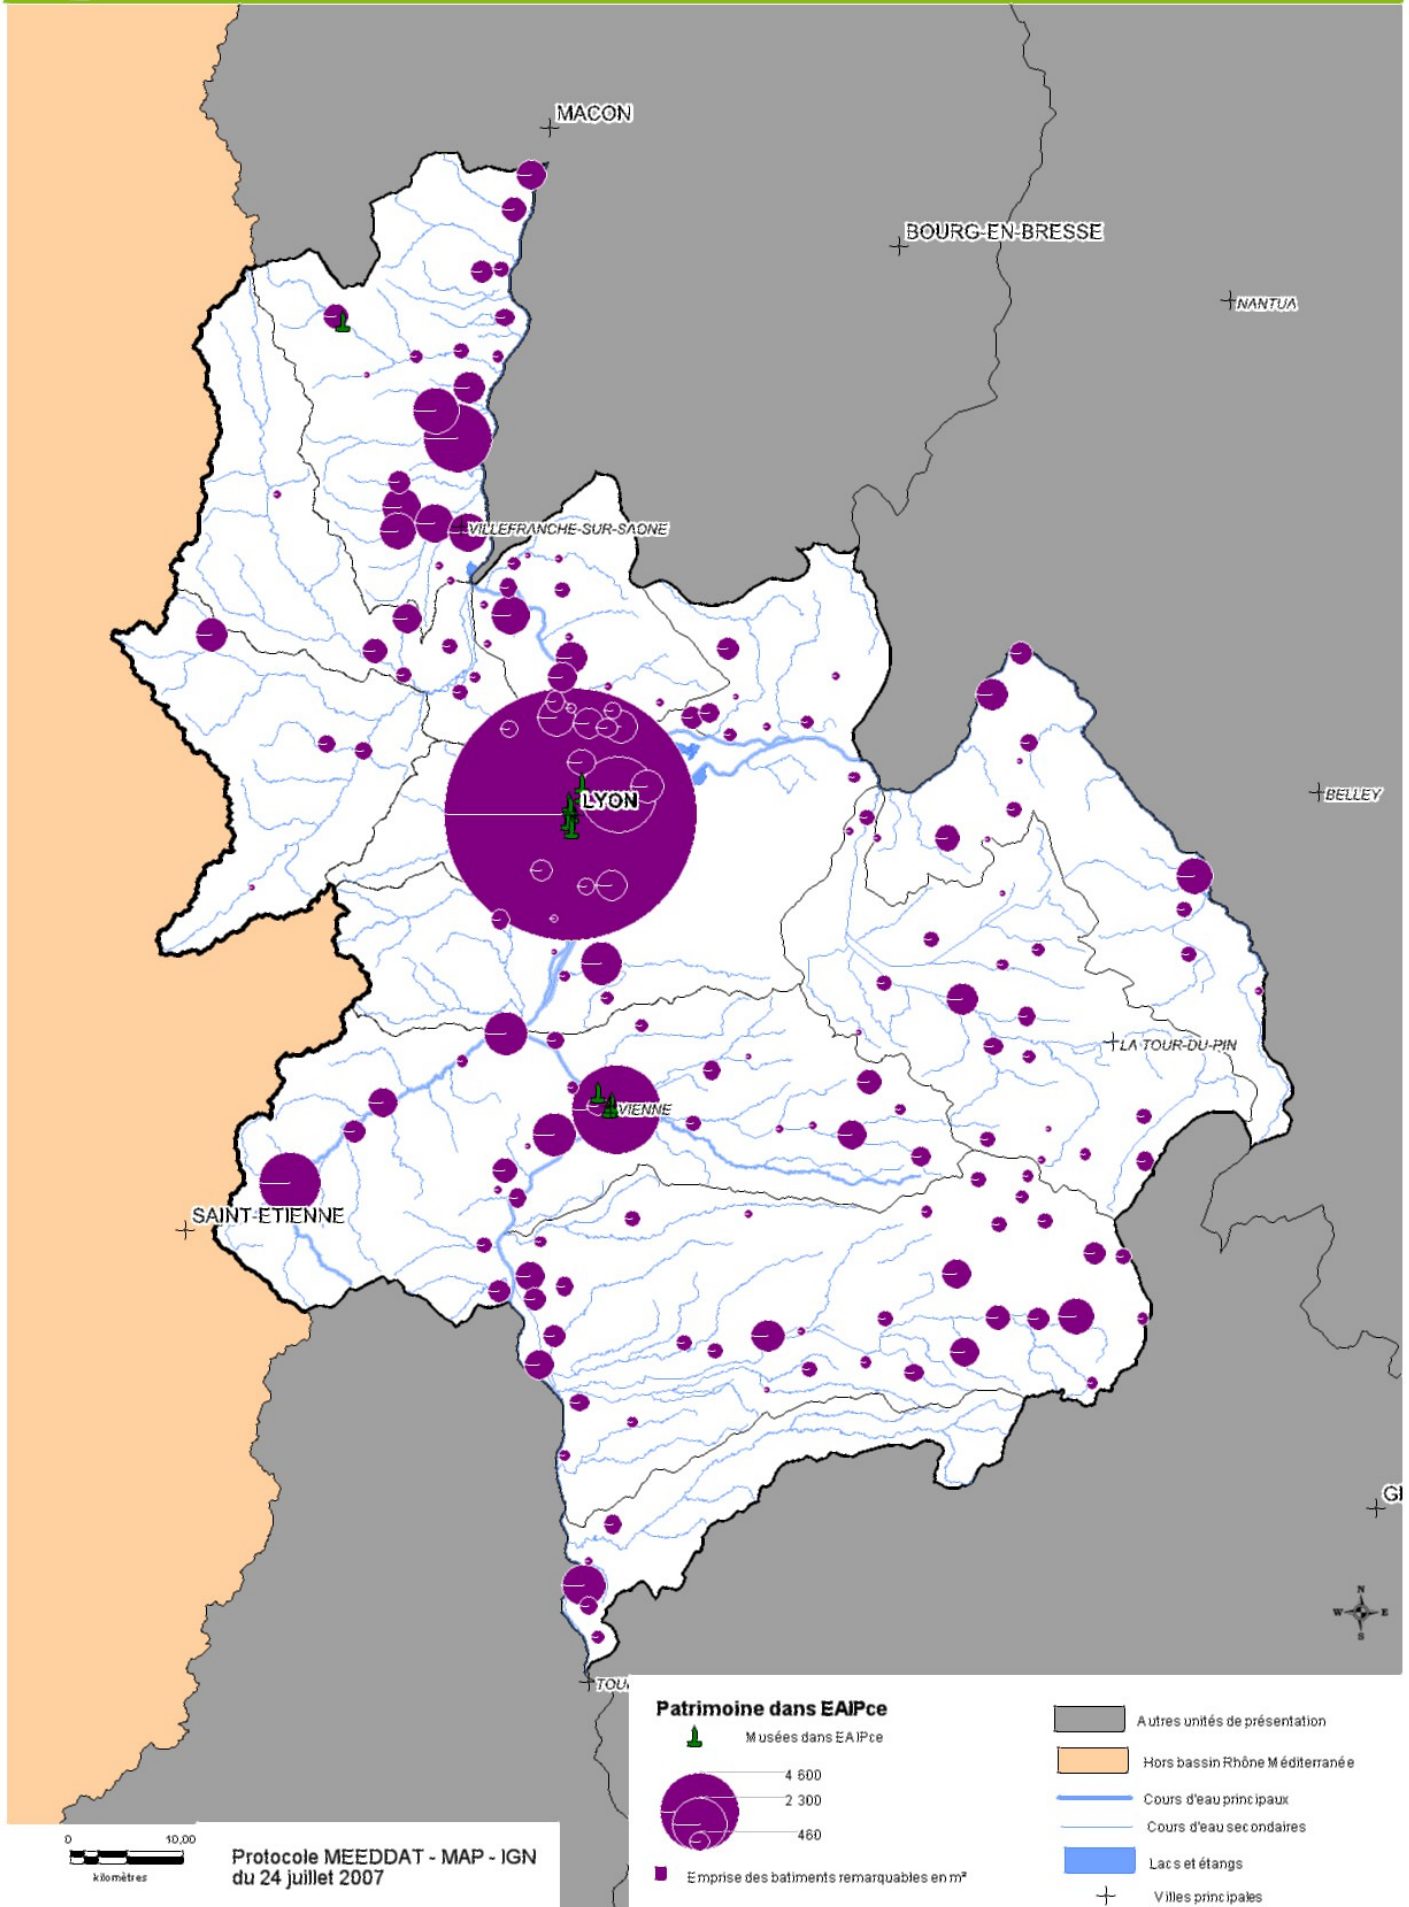 MACON
BOURG-EN-BRESSE
NANTUA
VILLEFRANCHE-SUR-SAONE
LYON
BELLEY
LA TOUR-DU-PIN
VIENNE
SAINT-ETIENNE
N
W E
S
Patrimoine dans EAIPce
Musées dans EAIPce
4 600
2 300
460
Emprise des batiments remarquables en m²
Autres unités de présentation
Hors bassin Rhône Méditerranée
Cours d'eau principaux
Cours d'eau secondaires
Lacs et étangs
Villes principales
0 10,00
kilomètres
Protocole MEEDDAT - MAP - IGN
du 24 juillet 2007